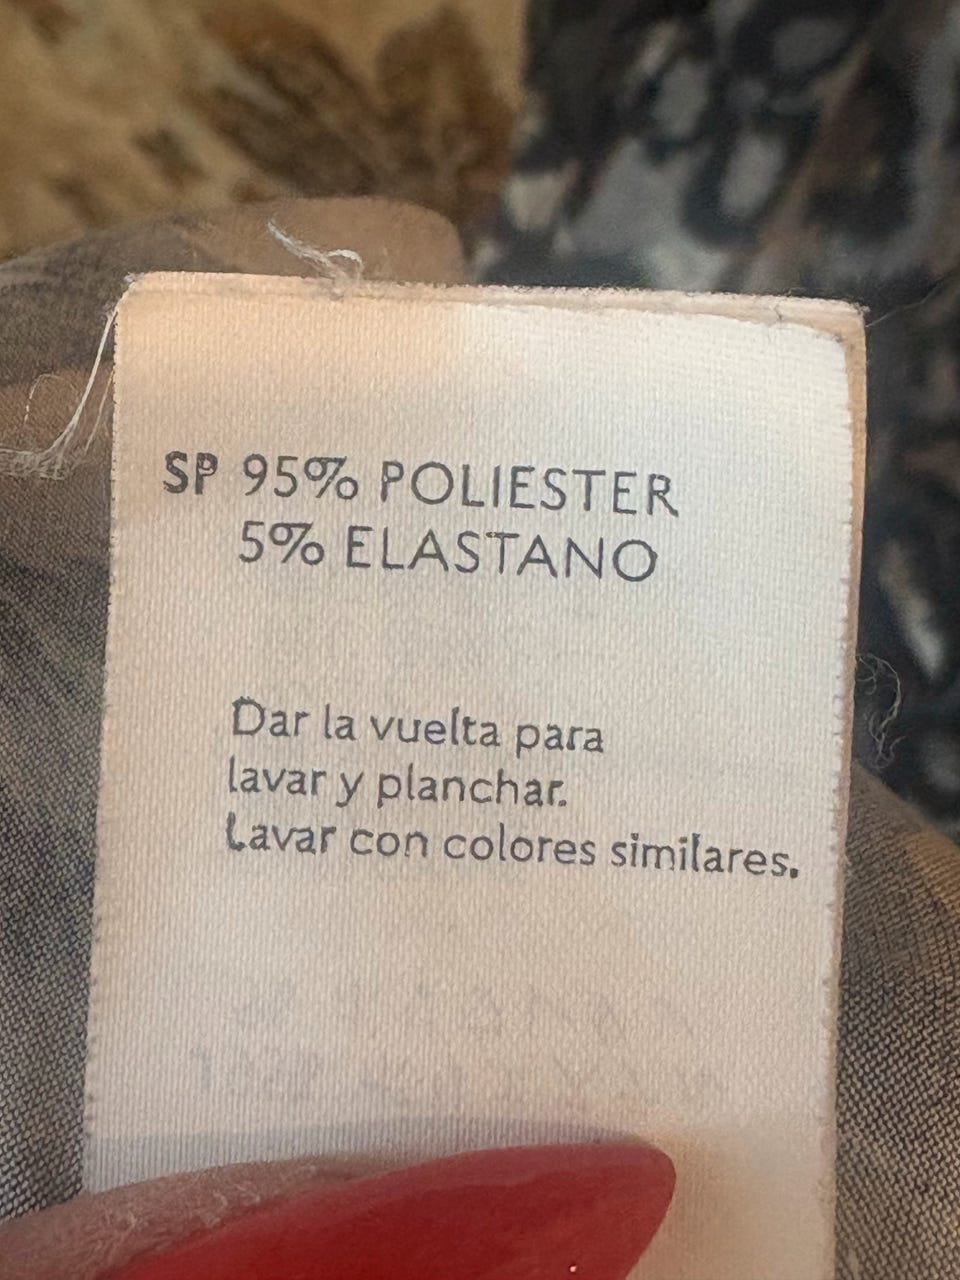 SP 95% POLIESTER
5% ELASTANO
Dar la vuelta para
lavar y planchar.
Lavar con colores similares.